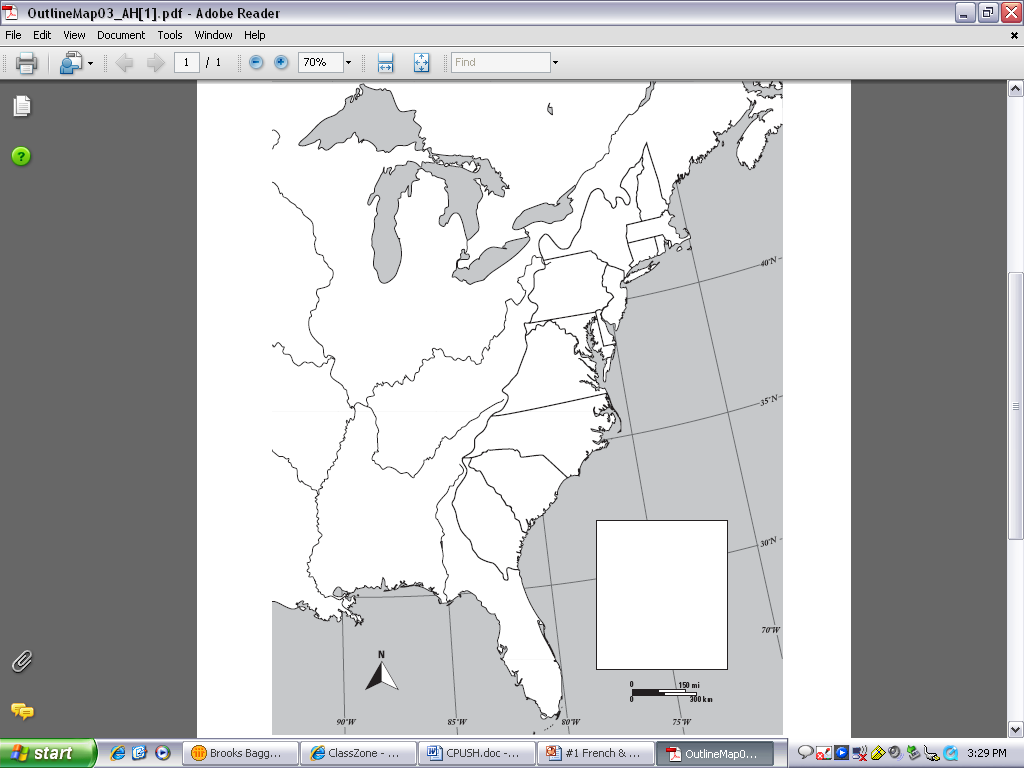 OutlineMap03_AH[1].pdf - Adobe Reader
File Edit View Document Tools Window Help
1 / 1 70% Find
?
40°N
35°N
30°N
70°W
N
0 150 mi
0 300 km
90°W 85°W 80°W 75°W
start Brooks Bagg... ClassZone - ... CPUSH.doc -... #1 French & ... OutlineMap0... 3:29 PM